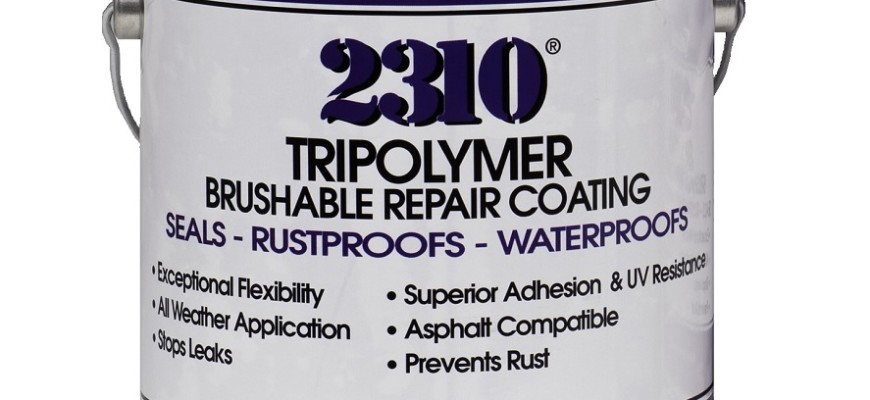 2310®
TRIPOLYMER
BRUSHABLE REPAIR COATING
SEALS - RUSTPROOFS - WATERPROOFS
• Exceptional Flexibility
• All Weather Application
• Stops Leaks
• Superior Adhesion & UV Resistance
• Asphalt Compatible
• Prevents Rust